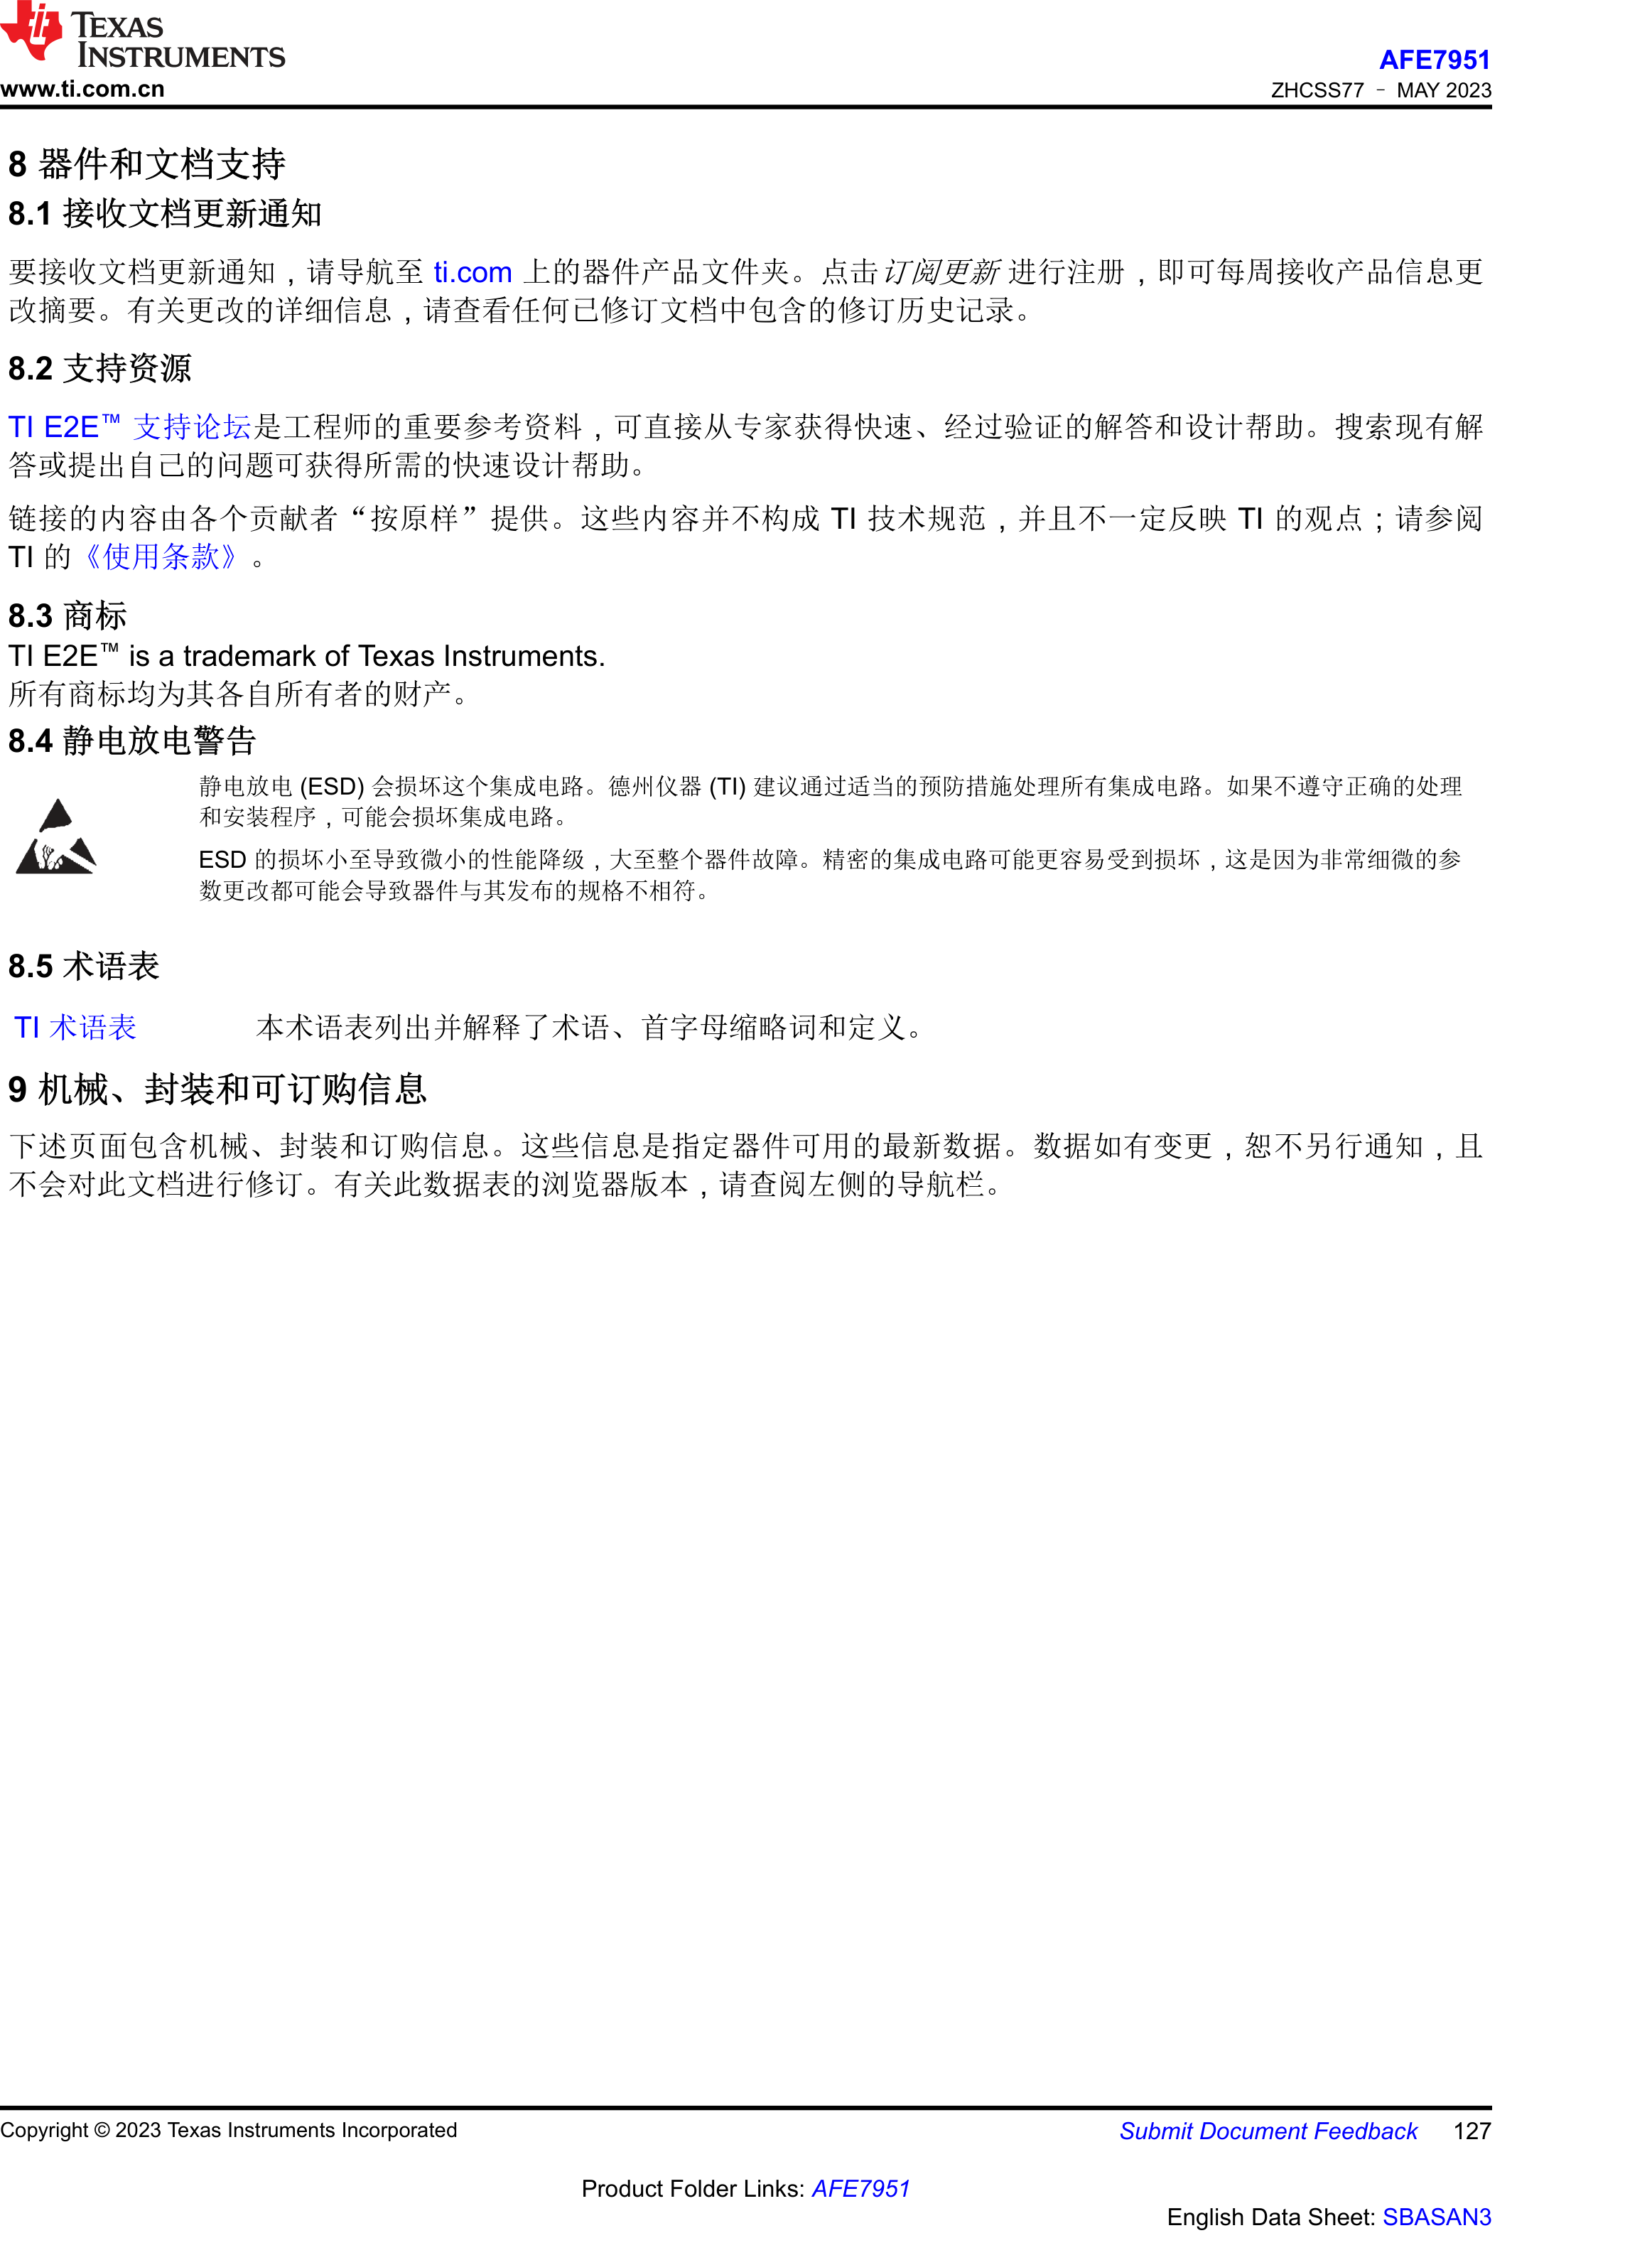 TEXAS
INSTRUMENTS
www.ti.com.cn
AFE7951
ZHCSS77 – MAY 2023
8 器件和文档支持
8.1 接收文档更新通知
要接收文档更新通知，请导航至 ti.com 上的器件产品文件夹。点击订阅更新 进行注册，即可每周接收产品信息更
改摘要。有关更改的详细信息，请查看任何已修订文档中包含的修订历史记录。
8.2 支持资源
TI E2E™ 支持论坛是工程师的重要参考资料，可直接从专家获得快速、经过验证的解答和设计帮助。搜索现有解
答或提出自己的问题可获得所需的快速设计帮助。
链接的内容由各个贡献者“按原样”提供。这些内容并不构成 TI 技术规范，并且不一定反映 TI 的观点；请参阅
TI 的《使用条款》。
8.3 商标
TI E2E™ is a trademark of Texas Instruments.
所有商标均为其各自所有者的财产。
8.4 静电放电警告
静电放电 (ESD) 会损坏这个集成电路。德州仪器 (TI) 建议通过适当的预防措施处理所有集成电路。如果不遵守正确的处理
和安装程序，可能会损坏集成电路。
ESD 的损坏小至导致微小的性能降级，大至整个器件故障。精密的集成电路可能更容易受到损坏，这是因为非常细微的参
数更改都可能会导致器件与其发布的规格不相符。
8.5 术语表
TI 术语表 本术语表列出并解释了术语、首字母缩略词和定义。
9 机械、封装和可订购信息
下述页面包含机械、封装和订购信息。这些信息是指定器件可用的最新数据。数据如有变更，恕不另行通知，且
不会对此文档进行修订。有关此数据表的浏览器版本，请查阅左侧的导航栏。
Copyright © 2023 Texas Instruments Incorporated
Submit Document Feedback 127
Product Folder Links: AFE7951
English Data Sheet: SBASAN3